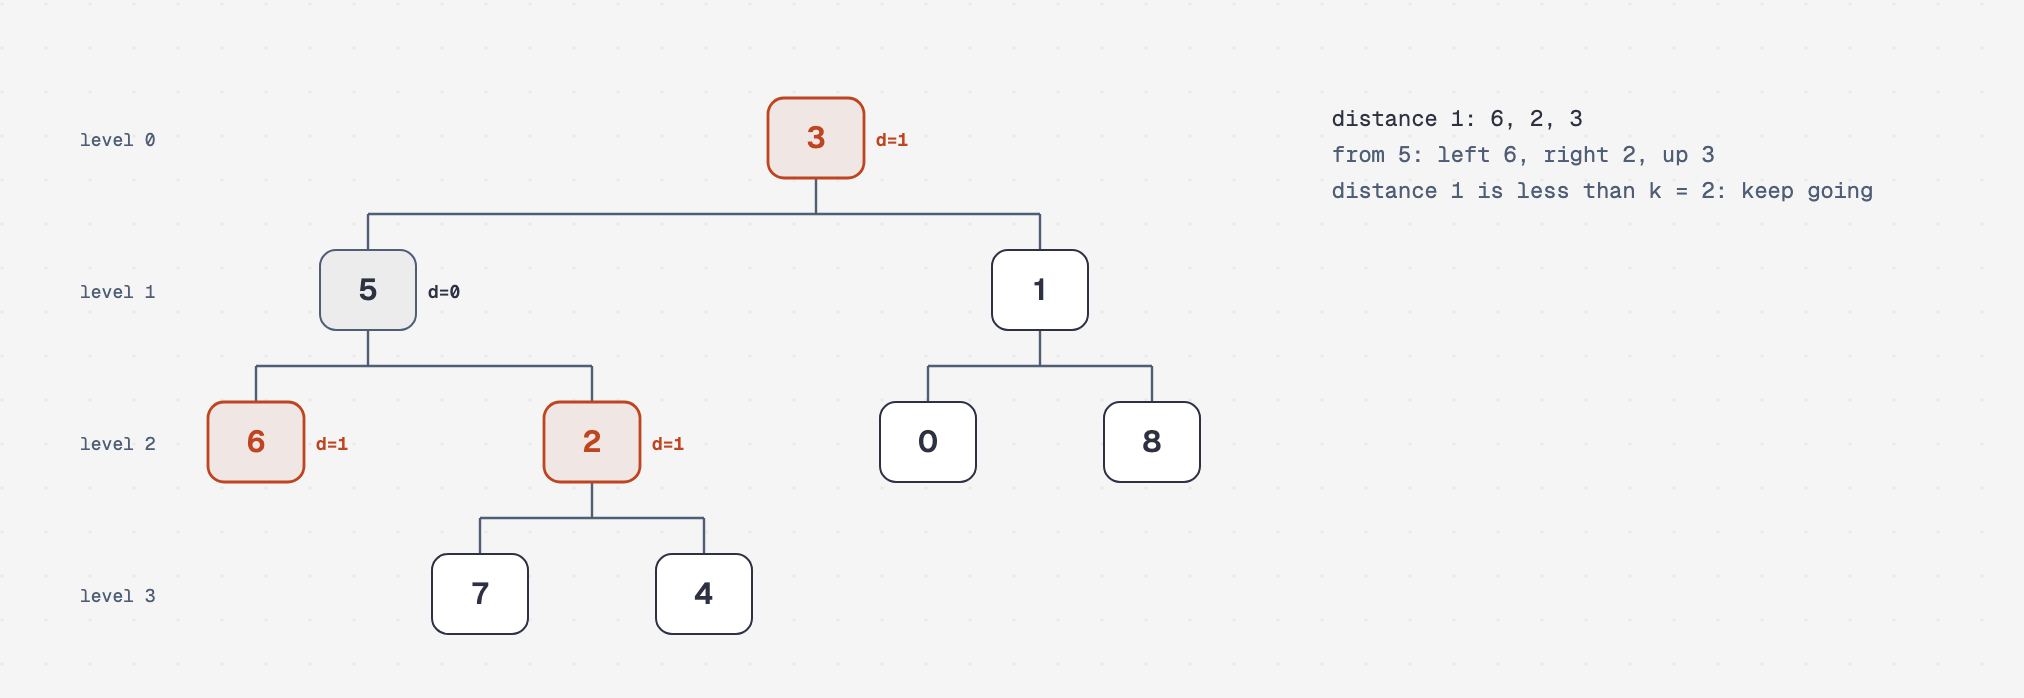 level 0
3 d=1
distance 1: 6, 2, 3
from 5: left 6, right 2, up 3
distance 1 is less than k = 2: keep going
level 1
5 d=0
1
level 2
6 d=1
2 d=1
0
8
level 3
7
4